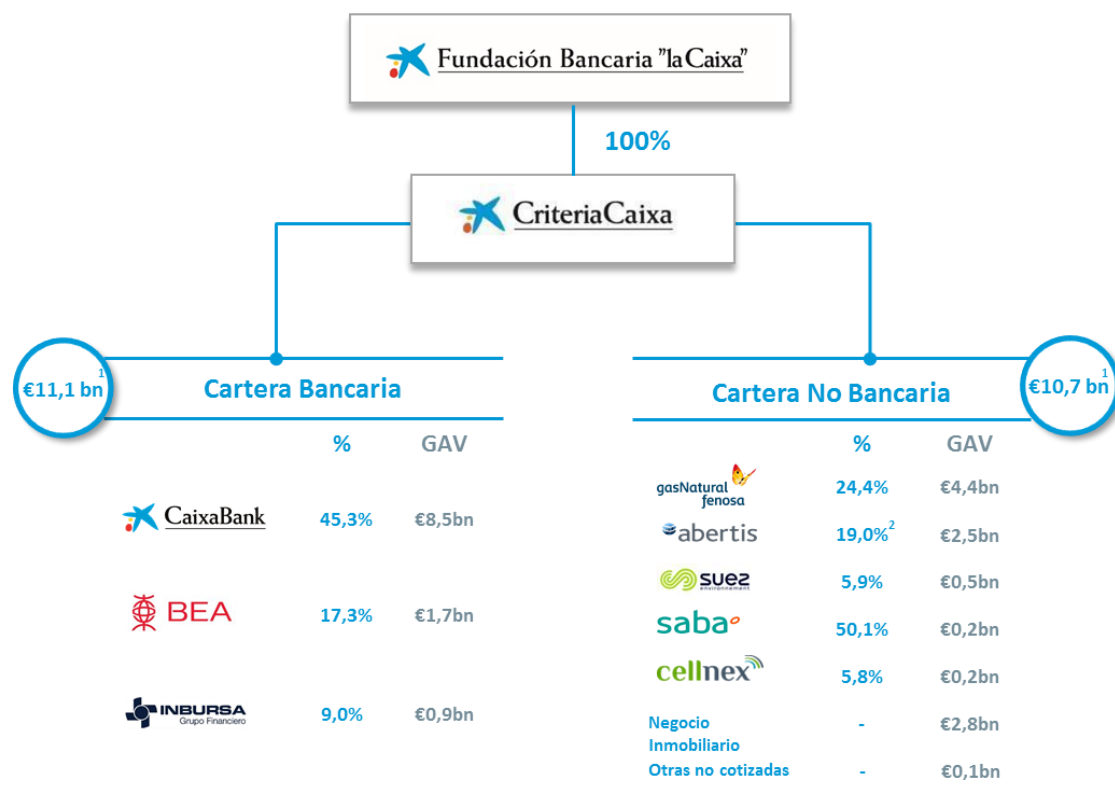 Fundación Bancaria "la Caixa"
100%
CriteriaCaixa
€11,1 bn 1
Cartera Bancaria
% GAV
CaixaBank 45,3% €8,5bn
BEA 17,3% €1,7bn
INBURSA
Grupo Financiero
9,0% €0,9bn
Cartera No Bancaria
€10,7 bn 1
% GAV
gasNatural
fenosa
24,4% €4,4bn
abertis 19,0% 2 €2,5bn
suez
environnement
5,9% €0,5bn
saba 50,1% €0,2bn
cellnex 5,8% €0,2bn
Negocio - €2,8bn
Inmobiliario
Otras no cotizadas - €0,1bn